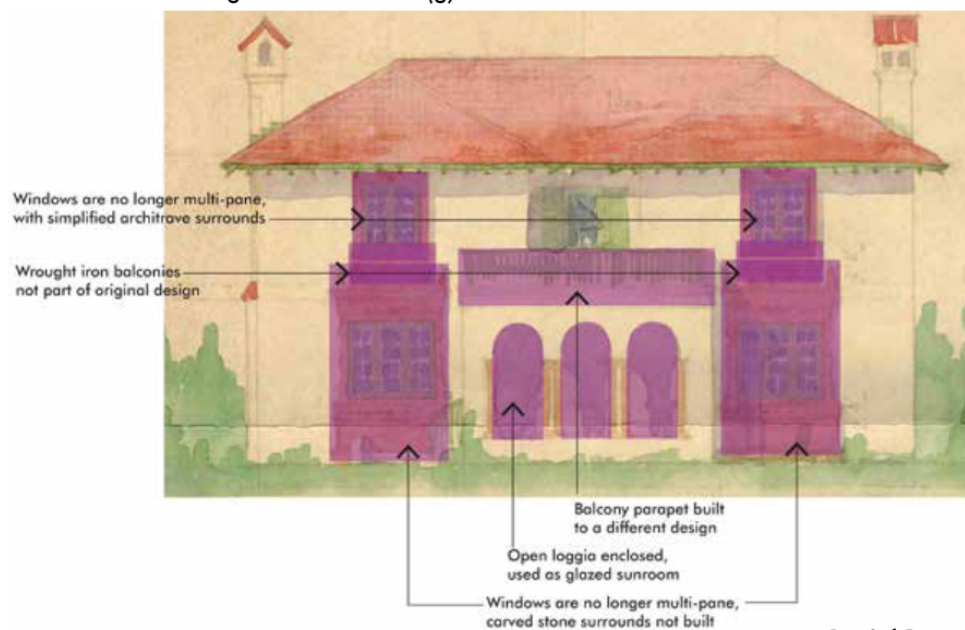 Windows are no longer multi-pane,
with simplified architrave surrounds
Wrought iron balconies
not part of original design
Balcony parapet built
to a different design
Open loggia enclosed,
used as glazed sunroom
Windows are no longer multi-pane,
carved stone surrounds not built